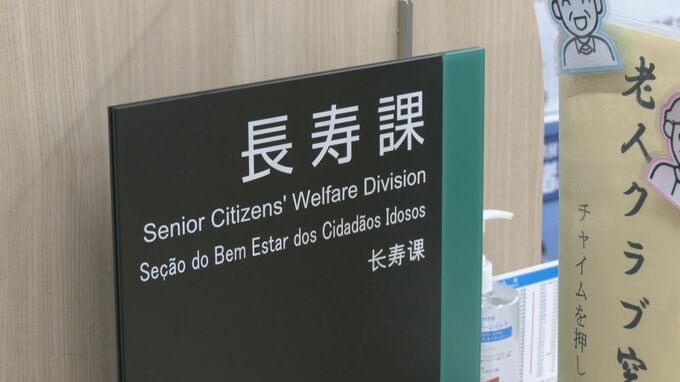 長寿課
Senior Citizens' Welfare Division
Seção do Bem Estar dos Cidadãos Idosos
长寿课
老人クラブ室
チャイムを押し